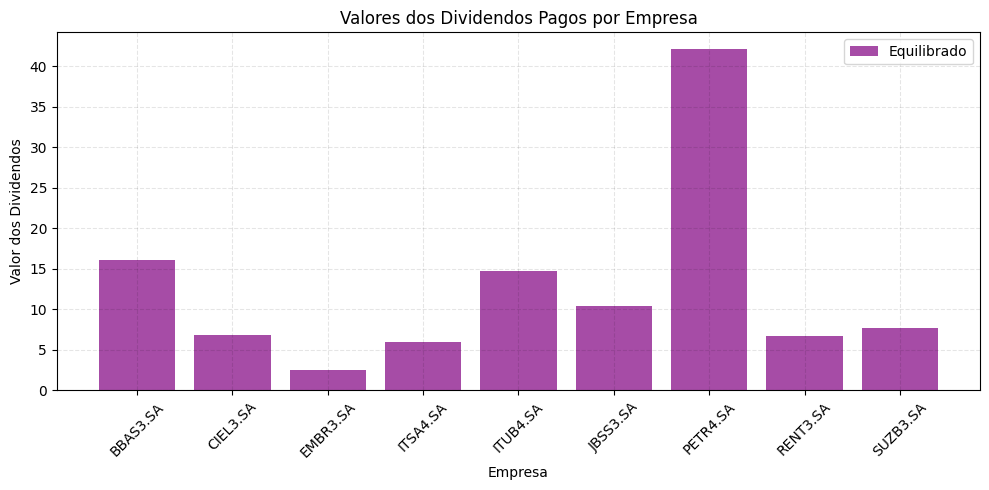 Valores dos Dividendos Pagos por Empresa
Equilibrado
Valor dos Dividendos
40
35
30
25
20
15
10
5
0
BBAS3.SA
CIEL3.SA
EMBR3.SA
ITSA4.SA
ITUB4.SA
JBSS3.SA
PETR4.SA
RENT3.SA
SUZB3.SA
Empresa